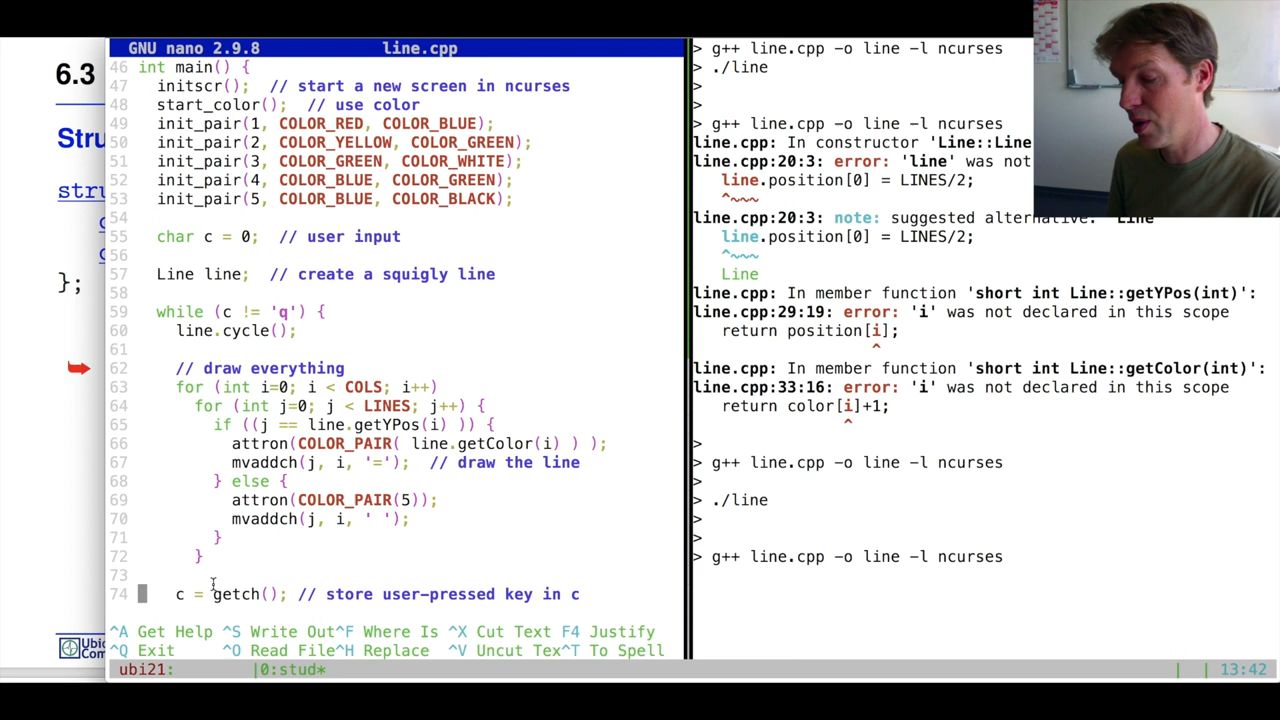 6.3
Stru
stru
c
c
};
GNU nano 2.9.8 line.cpp
46 int main() {
47 initscr(); // start a new screen in ncurses
48 start_color(); // use color
49 init_pair(1, COLOR_RED, COLOR_BLUE);
50 init_pair(2, COLOR_YELLOW, COLOR_GREEN);
51 init_pair(3, COLOR_GREEN, COLOR_WHITE);
52 init_pair(4, COLOR_BLUE, COLOR_GREEN);
53 init_pair(5, COLOR_BLUE, COLOR_BLACK);
54
55 char c = 0; // user input
56
57 Line line; // create a squigly line
58
59 while (c != 'q') {
60 line.cycle();
61
62 // draw everything
63 for (int i=0; i < COLS; i++)
64 for (int j=0; j < LINES; j++) {
65 if ((j == line.getYPos(i) )) {
66 attron(COLOR_PAIR( line.getColor(i) ) );
67 mvaddch(j, i, '='); // draw the line
68 } else {
69 attron(COLOR_PAIR(5));
70 mvaddch(j, i, ' ');
71 }
72 }
73
74 c = getch(); // store user-pressed key in c
^A Get Help ^S Write Out^F Where Is ^X Cut Text F4 Justify
^Q Exit ^O Read File^H Replace ^V Uncut Tex^T To Spell
> g++ line.cpp -o line -l ncurses
> ./line
>
>
> g++ line.cpp -o line -l ncurses
line.cpp: In constructor 'Line::Line
line.cpp:20:3: error: 'line' was not
line.position[0] = LINES/2;
^~~~
line.cpp:20:3: note: suggested alternative: 'Line'
line.position[0] = LINES/2;
^~~~
Line
line.cpp: In member function 'short int Line::getYPos(int)':
line.cpp:29:19: error: 'i' was not declared in this scope
return position[i];
^
line.cpp: In member function 'short int Line::getColor(int)':
line.cpp:33:16: error: 'i' was not declared in this scope
return color[i]+1;
^
>
> g++ line.cpp -o line -l ncurses
>
> ./line
>
>
> g++ line.cpp -o line -l ncurses
Ubi
Com
ubi21: |0:stud* | | 13:42